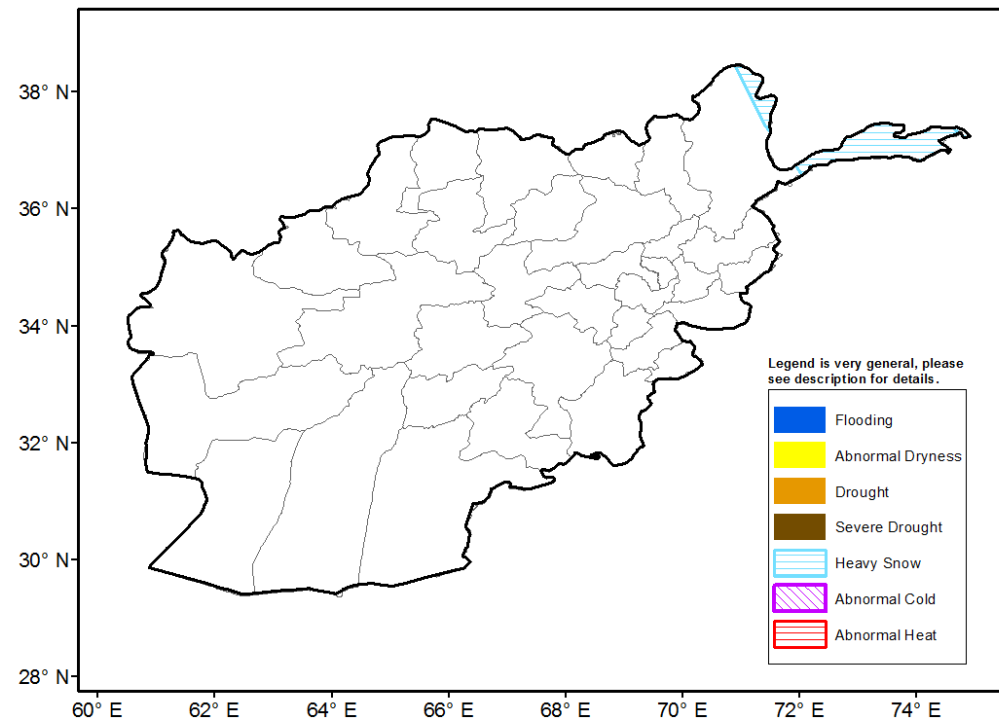 38° N
36° N
34° N
32° N
30° N
28° N
60° E
62° E
64° E
66° E
68° E
70° E
72° E
74° E
Legend is very general, please
see description for details.
Flooding
Abnormal Dryness
Drought
Severe Drought
Heavy Snow
Abnormal Cold
Abnormal Heat